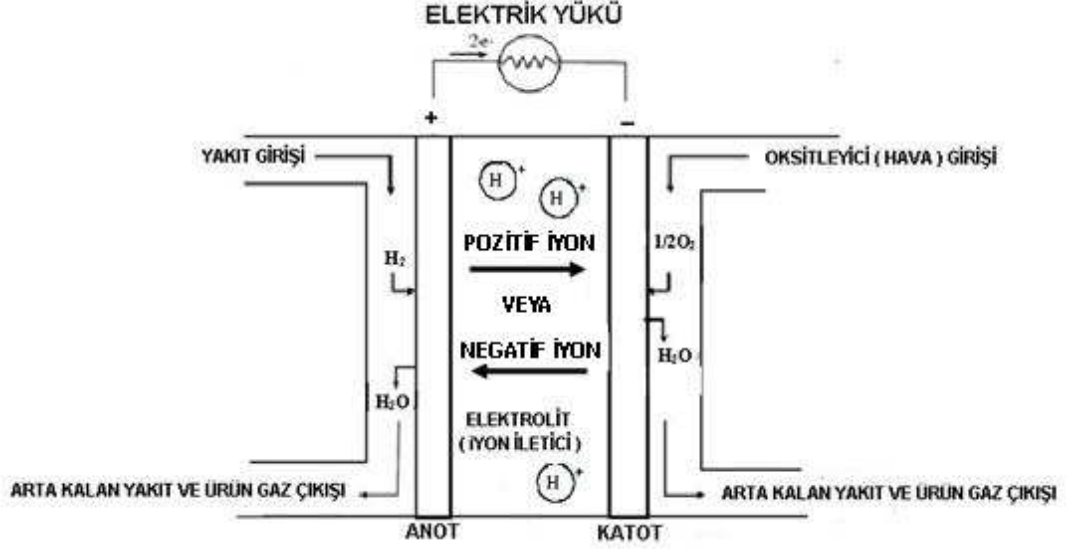 ELEKTRİK YÜKÜ
2e-
+
–
YAKIT GİRİŞİ
OKSİTLEYİCİ ( HAVA ) GİRİŞİ
H +
H +
POZİTİF İYON
H₂
1/2O₂
VEYA
NEGATİF İYON
H₂O
H₂O
ELEKTROLİT
( İYON İLETİCİ )
H +
ARTA KALAN YAKIT VE ÜRÜN GAZ ÇIKIŞI
ARTA KALAN YAKIT VE ÜRÜN GAZ ÇIKIŞI
ANOT
KATOT